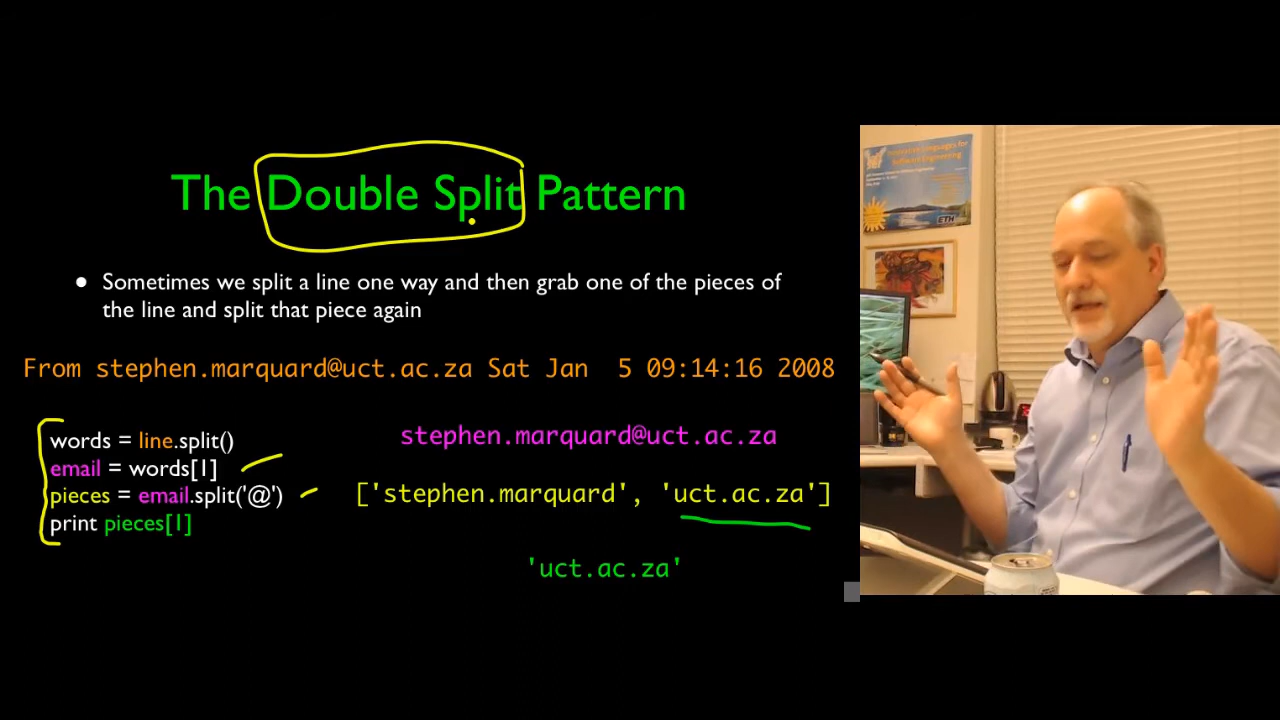 The Double Split Pattern
● Sometimes we split a line one way and then grab one of the pieces of
the line and split that piece again
From stephen.marquard@uct.ac.za Sat Jan  5 09:14:16 2008
words = line.split()
email = words[1]
pieces = email.split('@')
print pieces[1]
stephen.marquard@uct.ac.za
['stephen.marquard', 'uct.ac.za']
'uct.ac.za'
Software Engineering
ETH